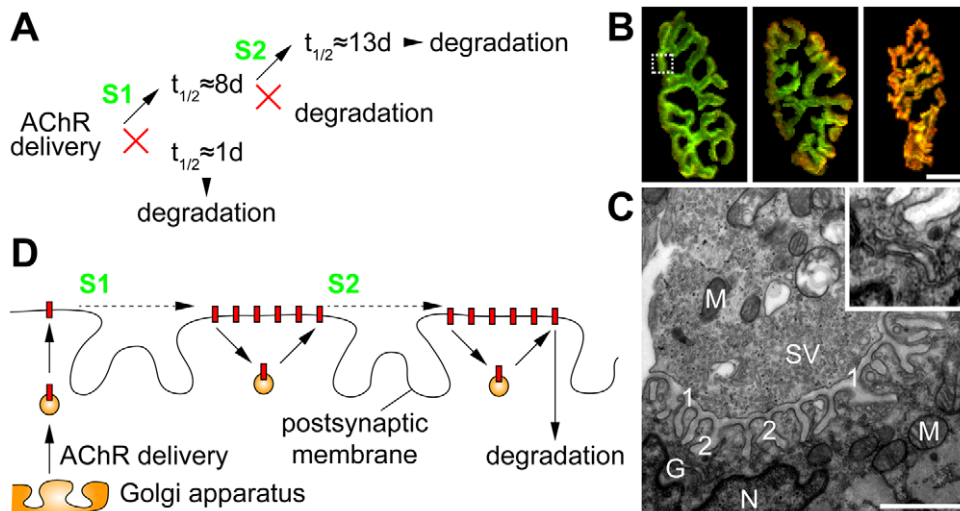 A
S1
S2
t1/2≈13d
degradation
t1/2≈8d
AChR
delivery
degradation
t1/2≈1d
degradation
B
C
M
SV
1
1
2
2
M
G
N
D
S1
S2
postsynaptic
membrane
degradation
AChR delivery
Golgi apparatus